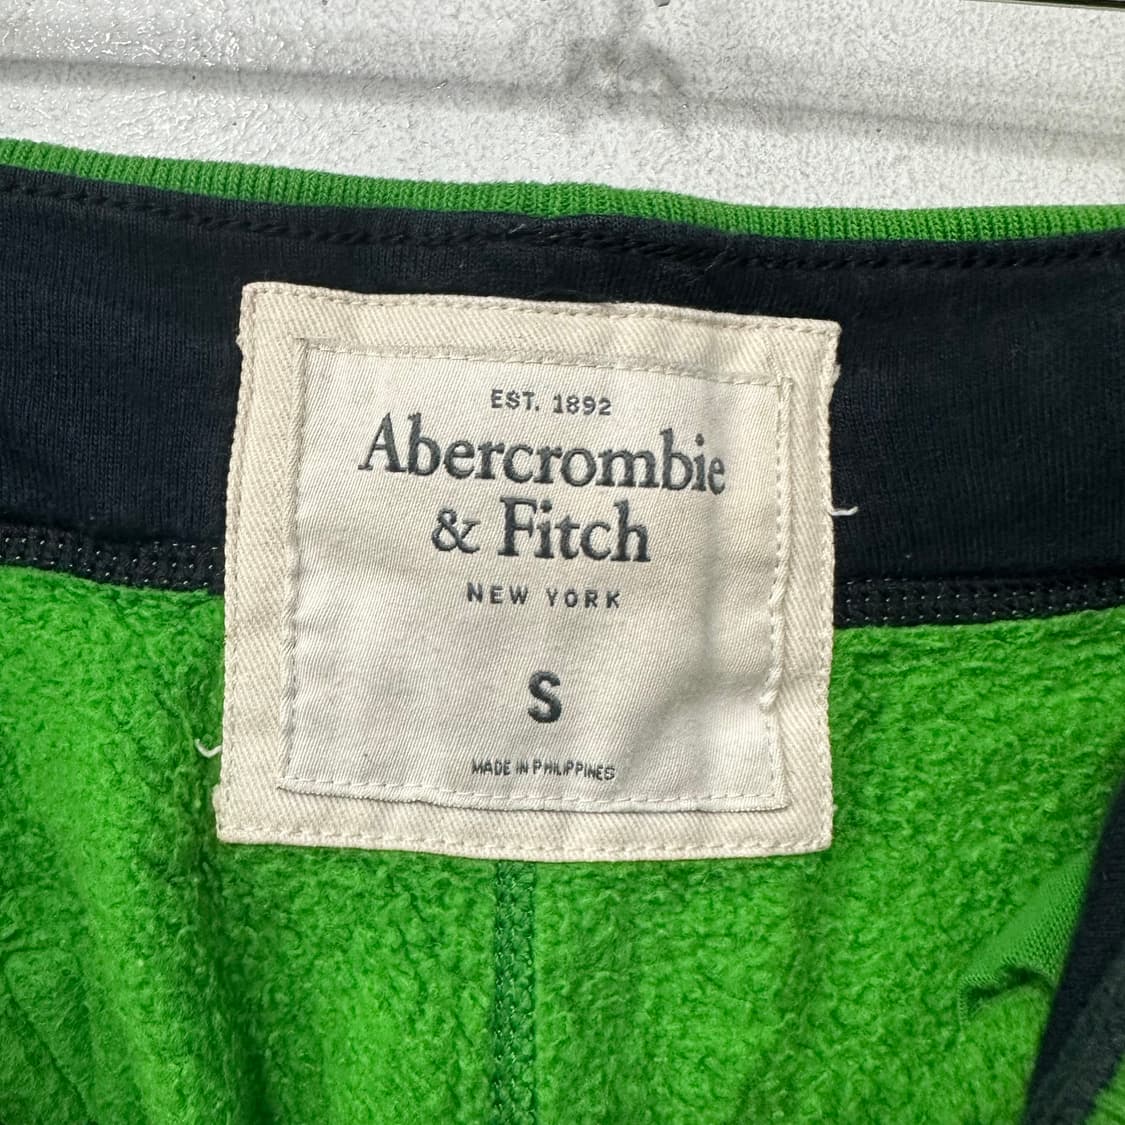 EST. 1892
Abercrombie
& Fitch
NEW YORK
S
MADE IN PHILIPPINES